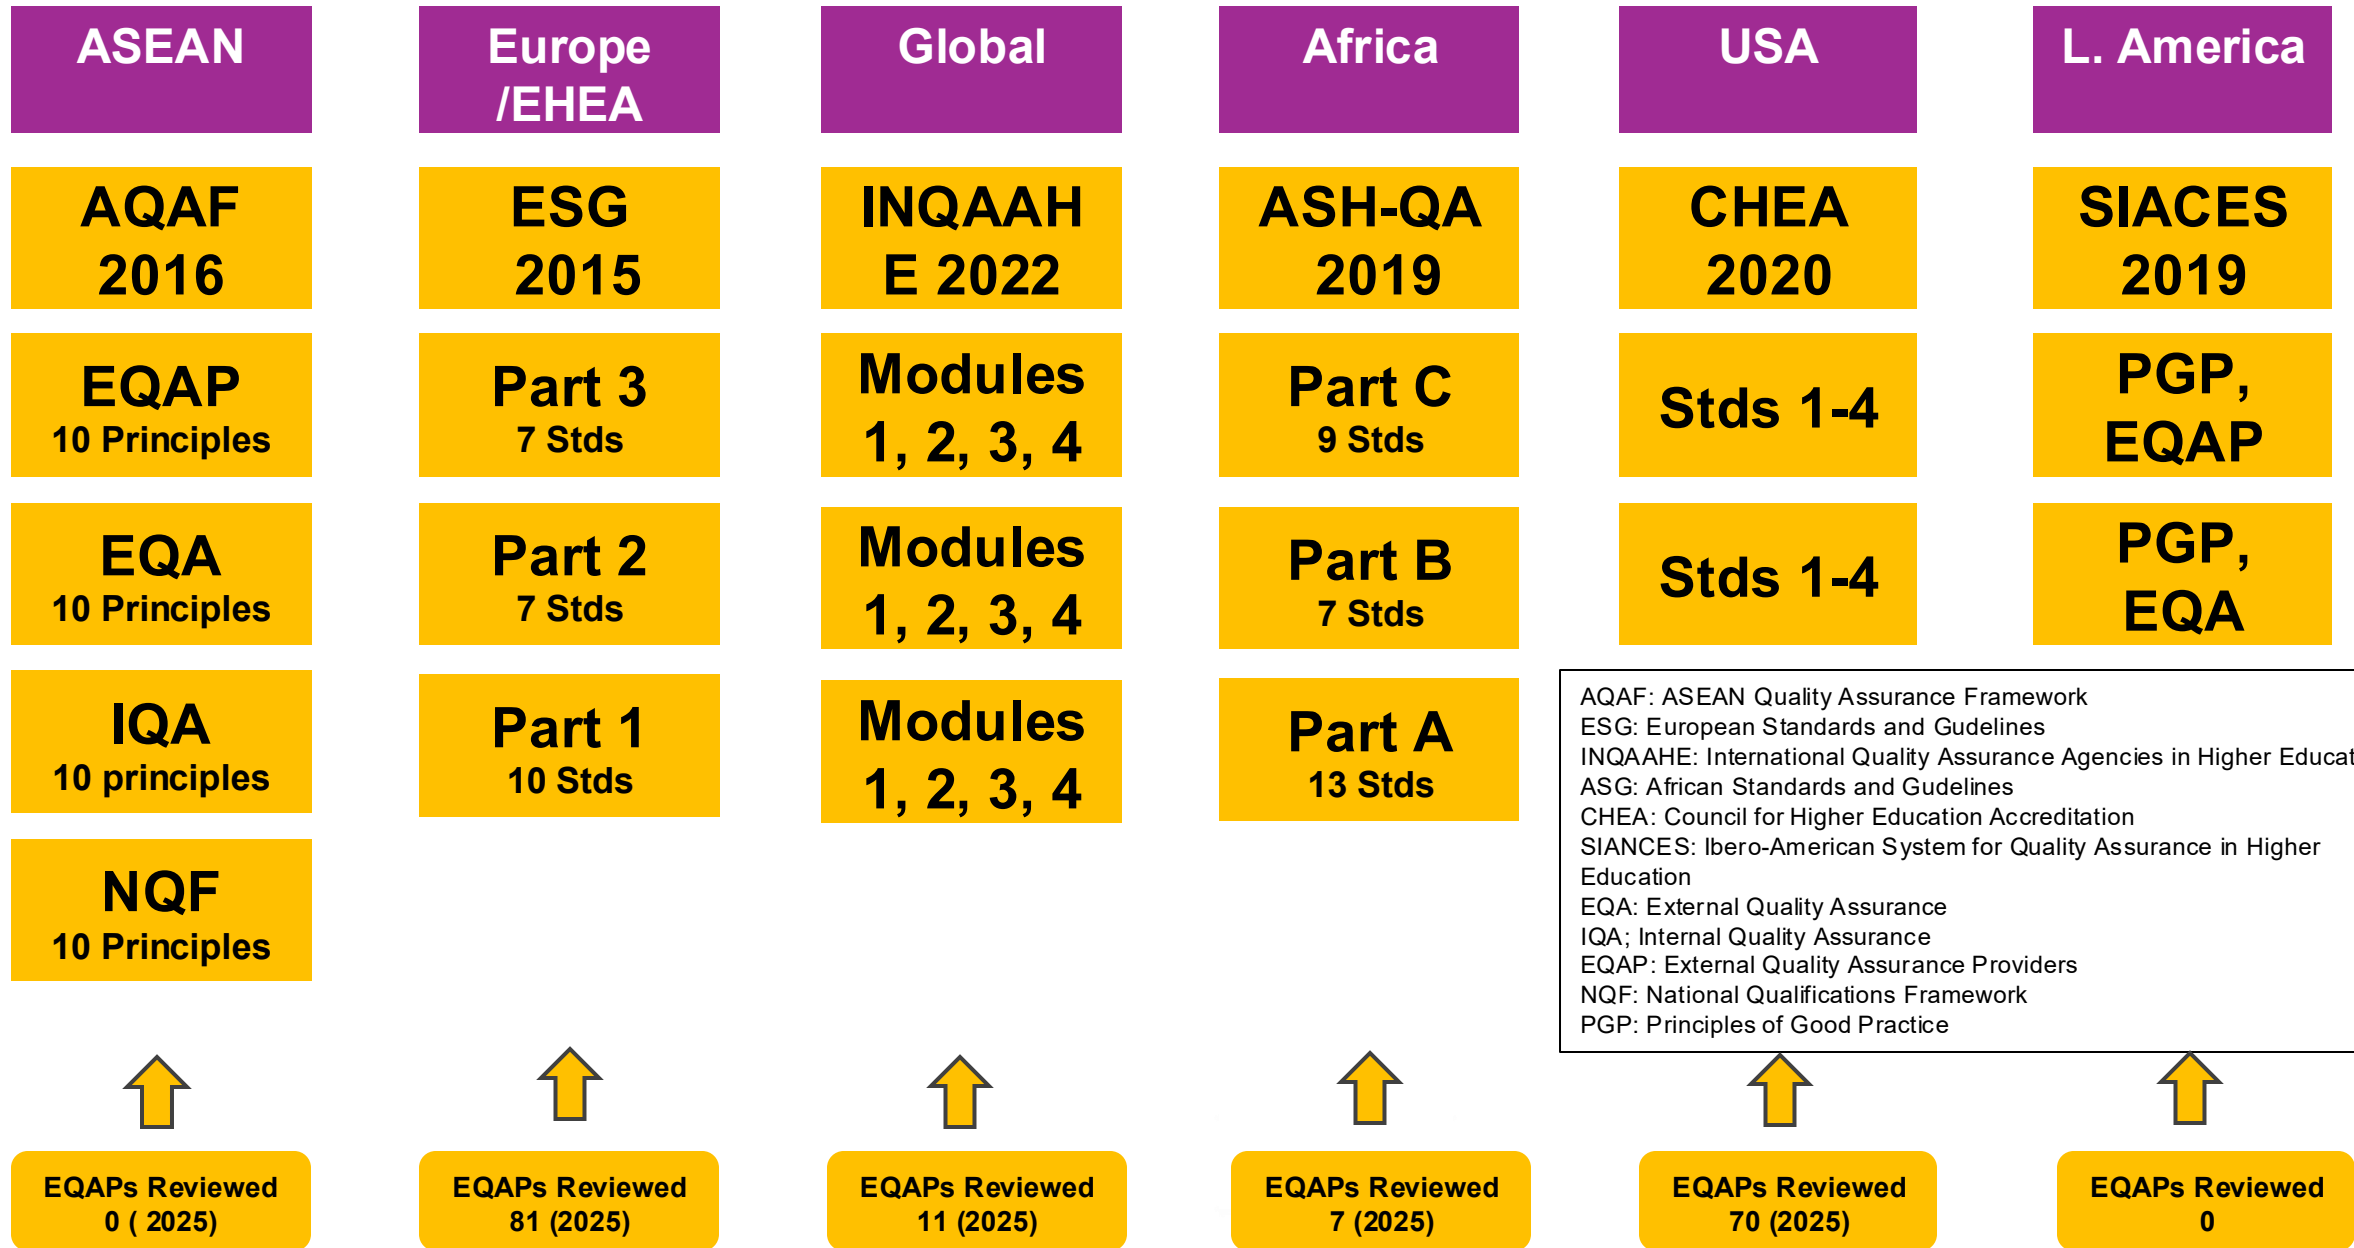 ASEAN
Europe
/EHEA
Global
Africa
USA
L. America
AQAF
2016
ESG
2015
INQAAH
E 2022
ASH-QA
2019
CHEA
2020
SIACES
2019
EQAP
10 Principles
Part 3
7 Stds
Modules
1, 2, 3, 4
Part C
9 Stds
Stds 1-4
PGP,
EQAP
EQA
10 Principles
Part 2
7 Stds
Modules
1, 2, 3, 4
Part B
7 Stds
Stds 1-4
PGP,
EQA
IQA
10 principles
Part 1
10 Stds
Modules
1, 2, 3, 4
Part A
13 Stds
NQF
10 Principles
AQAF: ASEAN Quality Assurance Framework
ESG: European Standards and Gudelines
INQAAHE: International Quality Assurance Agencies in Higher Educat
ASG: African Standards and Gudelines
CHEA: Council for Higher Education Accreditation
SIANCES: Ibero-American System for Quality Assurance in Higher
Education
EQA: External Quality Assurance
IQA; Internal Quality Assurance
EQAP: External Quality Assurance Providers
NQF: National Qualifications Framework
PGP: Principles of Good Practice
EQAPs Reviewed
0 ( 2025)
EQAPs Reviewed
81 (2025)
EQAPs Reviewed
11 (2025)
EQAPs Reviewed
7 (2025)
EQAPs Reviewed
70 (2025)
EQAPs Reviewed
0